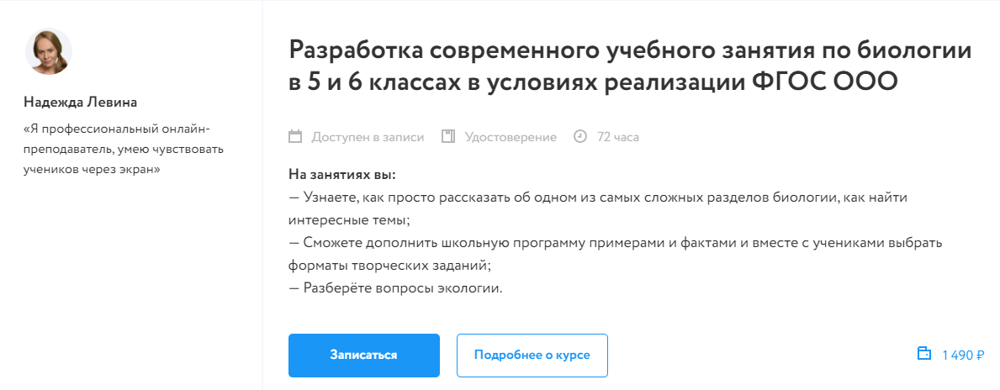 Надежда Левина
«Я профессиональный онлайн-
преподаватель, умею чувствовать
учеников через экран»
Разработка современного учебного занятия по биологии
в 5 и 6 классах в условиях реализации ФГОС ООО
Доступен в записи Удостоверение 72 часа
На занятиях вы:
— Узнаете, как просто рассказать об одном из самых сложных разделов биологии, как найти
интересные темы;
— Сможете дополнить школьную программу примерами и фактами и вместе с учениками выбрать
форматы творческих заданий;
— Разберёте вопросы экологии.
Записаться Подробнее о курсе 1 490 ₽